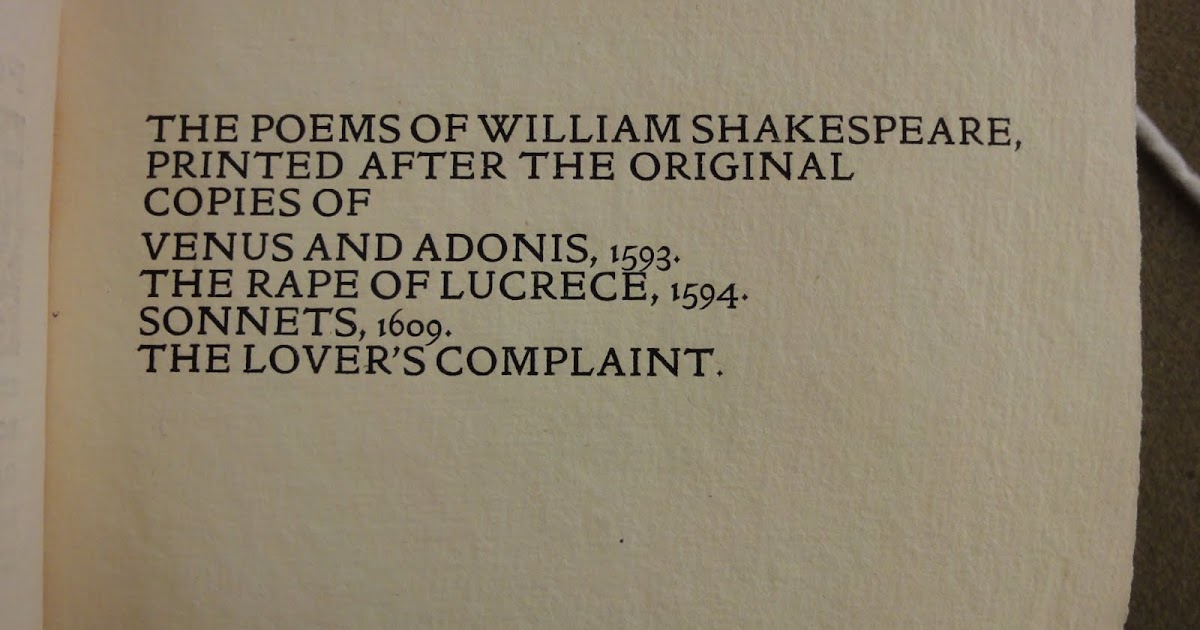 THE POEMS OF WILLIAM SHAKESPEARE,
PRINTED AFTER THE ORIGINAL
COPIES OF
VENUS AND ADONIS, 1593.
THE RAPE OF LUCRECE, 1594.
SONNETS, 1609.
THE LOVER'S COMPLAINT.